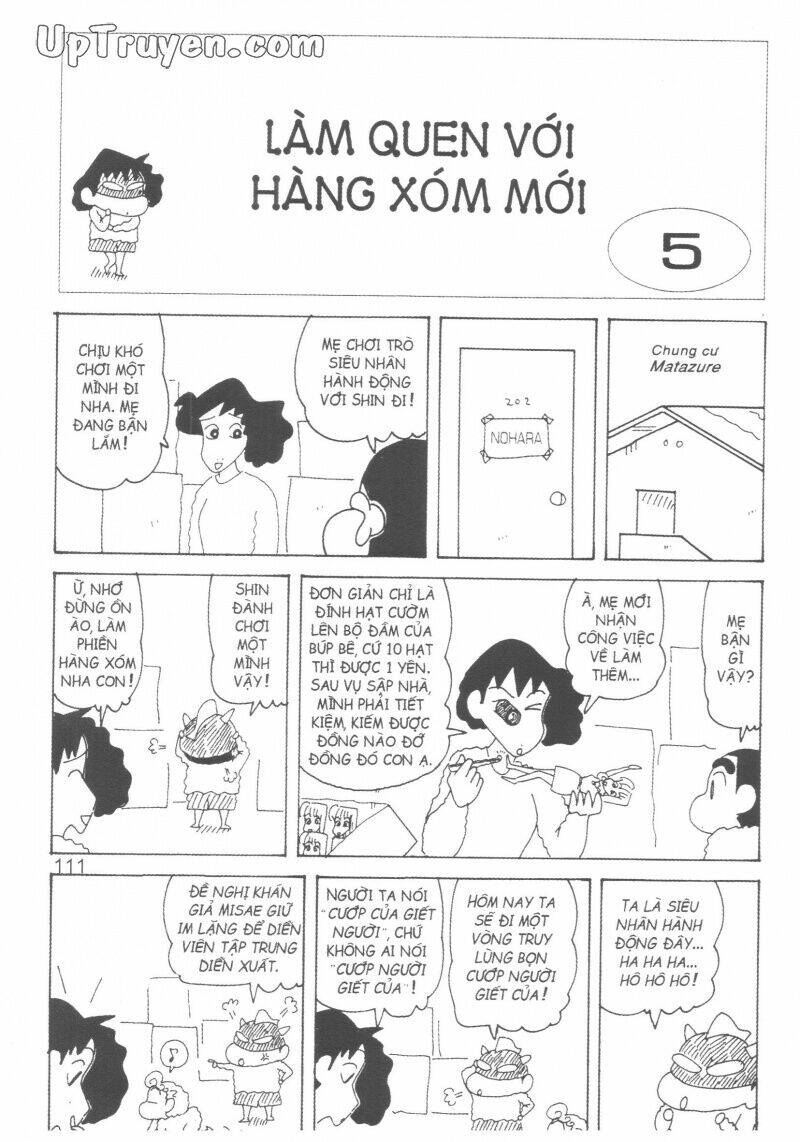 UpTruyen.com
LÀM QUEN VỚI
HÀNG XÓM MỚI
5
Chung cư
Matazure
202
NOHARA
MẸ CHƠI TRÒ
SIÊU NHÂN
HÀNH ĐỘNG
VỚI SHIN ĐI!
CHỊU KHÓ
CHƠI MỘT
MÌNH ĐI
NHA. MẸ
ĐANG BẬN
LẮM!
MẸ
BẬN
GÌ
VẬY?
À, MẸ MỚI
NHẬN
CÔNG VIỆC
VỀ LÀM
THÊM...
ĐƠN GIẢN CHỈ LÀ
ĐÍNH HẠT CƯỜM
LÊN BỘ ĐẦM CỦA
BÚP BÊ, CỨ 10 HẠT
THÌ ĐƯỢC 1 YÊN.
SAU VỤ SẬP NHÀ,
MÌNH PHẢI TIẾT
KIỆM, KIẾM ĐƯỢC
ĐỒNG NÀO ĐỠ
ĐỒNG ĐÓ CON Ạ.
SHIN
ĐÀNH
CHƠI
MỘT
MÌNH
VẬY!
Ừ, NHỚ
ĐỪNG ỒN
ÀO, LÀM
PHIỀN
HÀNG XÓM
NHA CON!
111
TA LÀ SIÊU
NHÂN HÀNH
ĐỘNG ĐÂY...
HA HA HA...
HÔ HÔ HÔ!
HÔM NAY TA
SẼ ĐI MỘT
VÒNG TRUY
LÙNG BỌN
CƯỚP NGƯỜI
GIẾT CỦA!
NGƯỜI TA NÓI
"CƯỚP CỦA GIẾT
NGƯỜI", CHỨ
KHÔNG AI NÓI
"CƯỚP NGƯỜI
GIẾT CỦA"!
ĐỀ NGHỊ KHÁN
GIẢ MISAE GIỮ
IM LẶNG ĐỂ DIỄN
VIÊN TẬP TRUNG
DIỄN XUẤT.